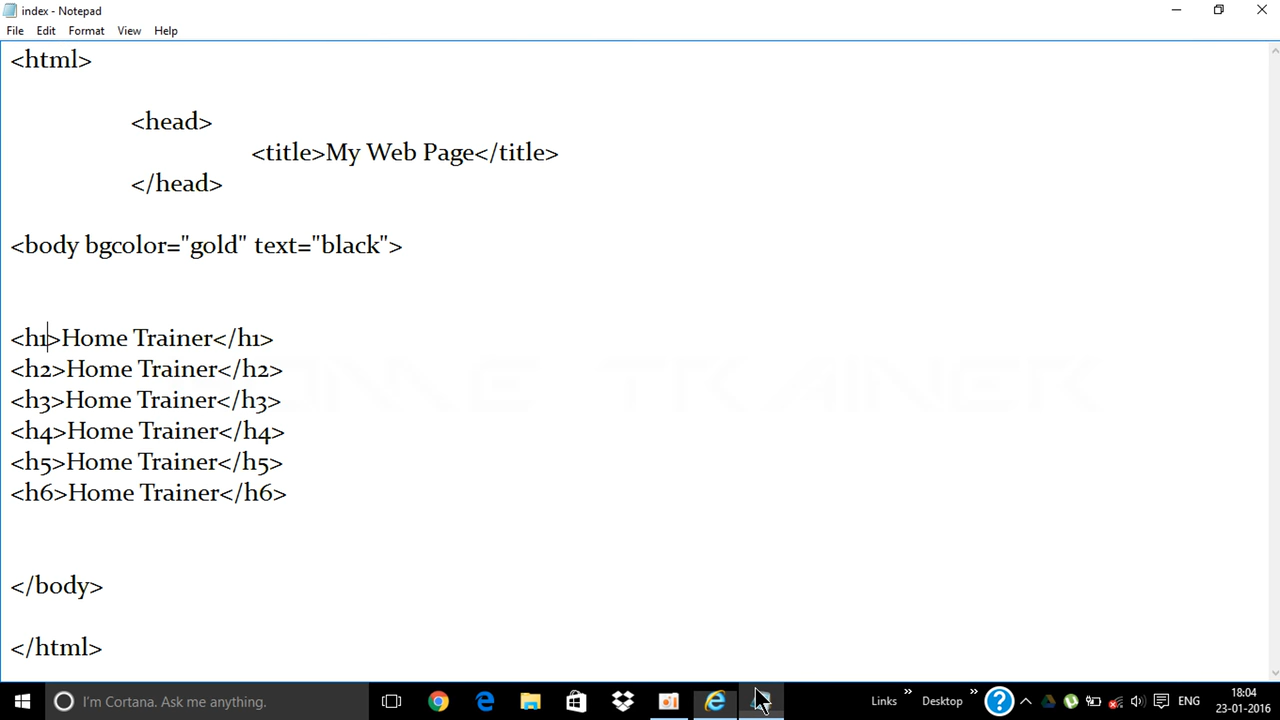 index - Notepad
File Edit Format View Help
<html>
<head>
<title>My Web Page</title>
</head>
<body bgcolor="gold" text="black">
<h1>Home Trainer</h1>
<h2>Home Trainer</h2>
<h3>Home Trainer</h3>
<h4>Home Trainer</h4>
<h5>Home Trainer</h5>
<h6>Home Trainer</h6>
HOME TRAINER
</body>
</html>
I'm Cortana. Ask me anything.
Links » Desktop » ENG
18:04
23-01-2016